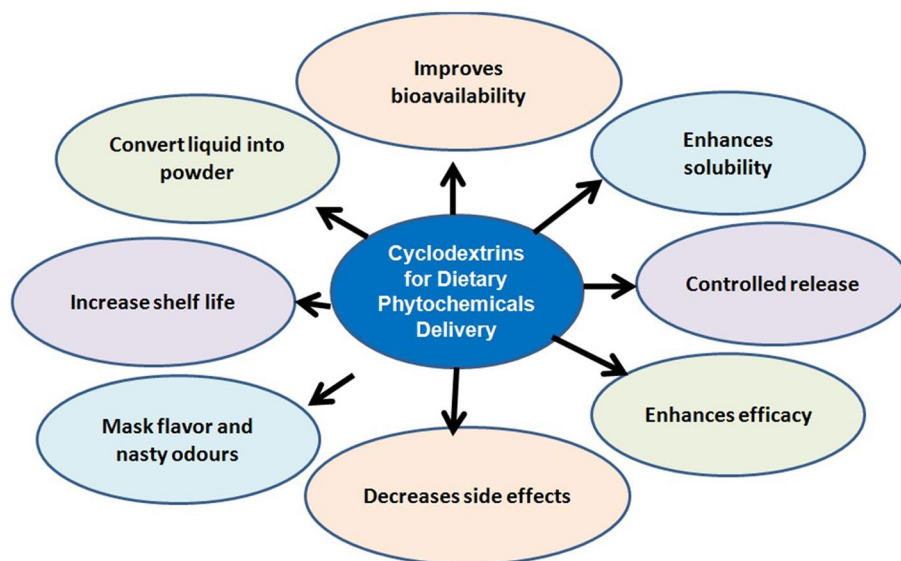 Improves
bioavailability
Enhances
solubility
Controlled release
Enhances efficacy
Decreases side effects
Mask flavor and
nasty odours
Increase shelf life
Convert liquid into
powder
Cyclodextrins
for Dietary
Phytochemicals
Delivery